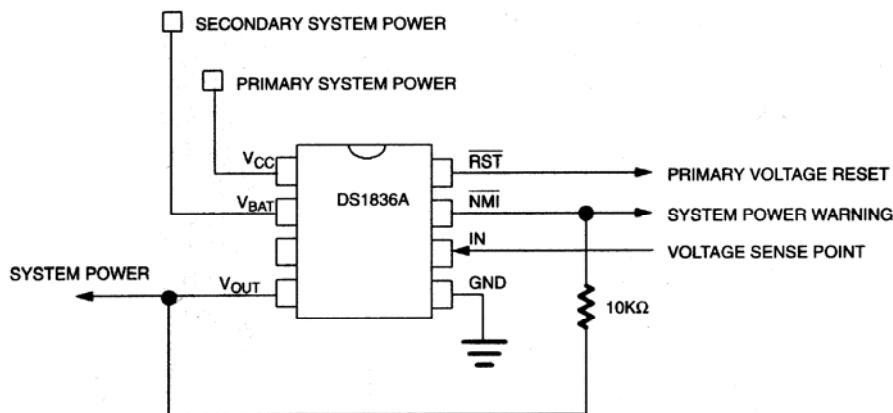 SECONDARY SYSTEM POWER
PRIMARY SYSTEM POWER
VCC
RST
PRIMARY VOLTAGE RESET
VBAT
DS1836A
NMI
SYSTEM POWER WARNING
IN
VOLTAGE SENSE POINT
SYSTEM POWER
VOUT
GND
10KΩ